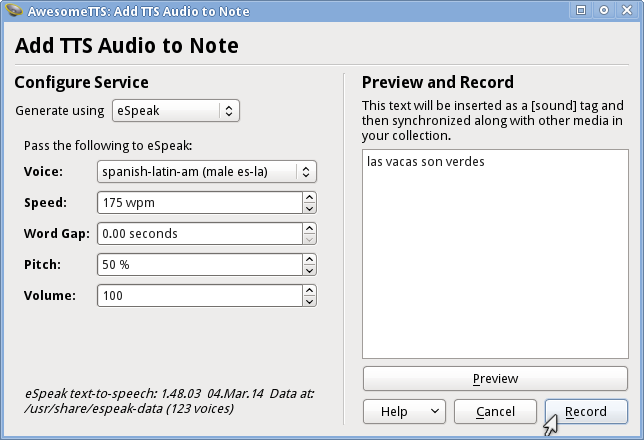 AwesomeTTS: Add TTS Audio to Note
Add TTS Audio to Note
Configure Service
Generate using eSpeak
Pass the following to eSpeak:
Voice: spanish-latin-am (male es-la)
Speed: 175 wpm
Word Gap: 0.00 seconds
Pitch: 50 %
Volume: 100
eSpeak text-to-speech: 1.48.03 04.Mar.14 Data at:
/usr/share/espeak-data (123 voices)
Preview and Record
This text will be inserted as a [sound] tag and
then synchronized along with other media in
your collection.
las vacas son verdes
Preview
Help Cancel Record